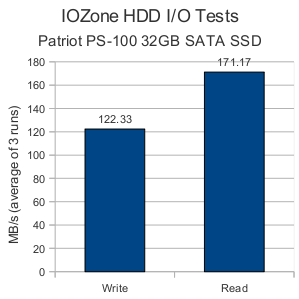 IOZone HDD I/O Tests
Patriot PS-100 32GB SATA SSD
MB/s (average of 3 runs)
180
160
140
120
100
80
60
40
20
0
122.33
171.17
Write
Read